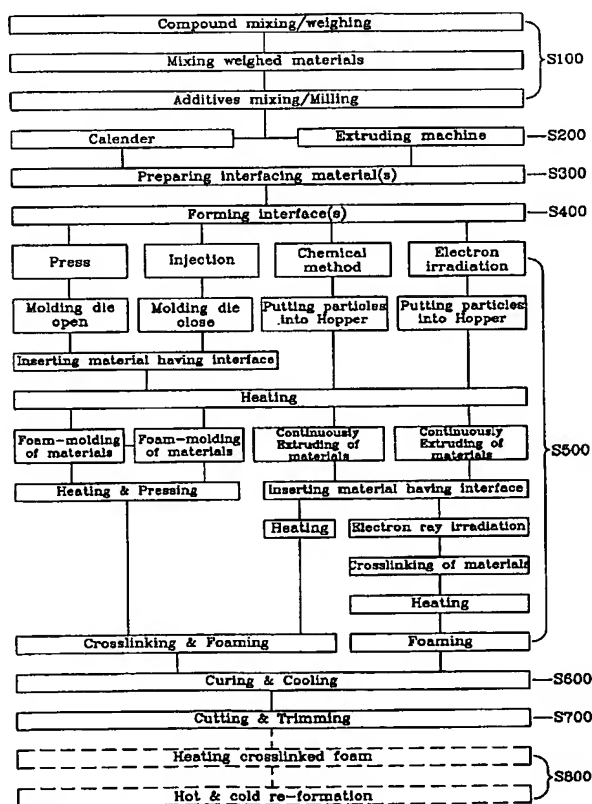 Compound mixing/weighing
Mixing weighed materials
S100
Additives mixing/Milling
Calender
Extruding machine
S200
Preparing interfacing material(s)
S300
Forming interface(s)
S400
Press
Injection
Chemical
method
Electron
irradiation
Molding die
open
Molding die
close
Putting particles
into Hopper
Putting particles
into Hopper
Inserting material having interface
Heating
Foam-molding
of materials
Foam-molding
of materials
Continuously
Extruding of
materials
Continuously
Extruding of
materials
S500
Heating & Pressing
Inserting material having interface
Heating
Electron ray irradiation
Crosslinking of materials
Heating
Crosslinking & Foaming
Foaming
Curing & Cooling
S600
Cutting & Trimming
S700
Heating crosslinked foam
S800
Hot & cold re-formation